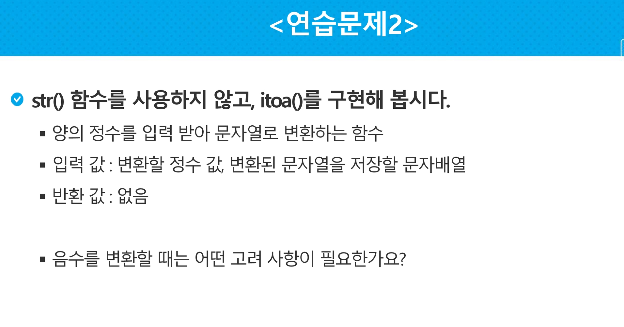 <연습문제2>
str() 함수를 사용하지 않고, itoa()를 구현해 봅시다.
▪ 양의 정수를 입력 받아 문자열로 변환하는 함수
▪ 입력 값 : 변환할 정수 값, 변환된 문자열을 저장할 문자배열
▪ 반환 값 : 없음
▪ 음수를 변환할 때는 어떤 고려 사항이 필요한가요?